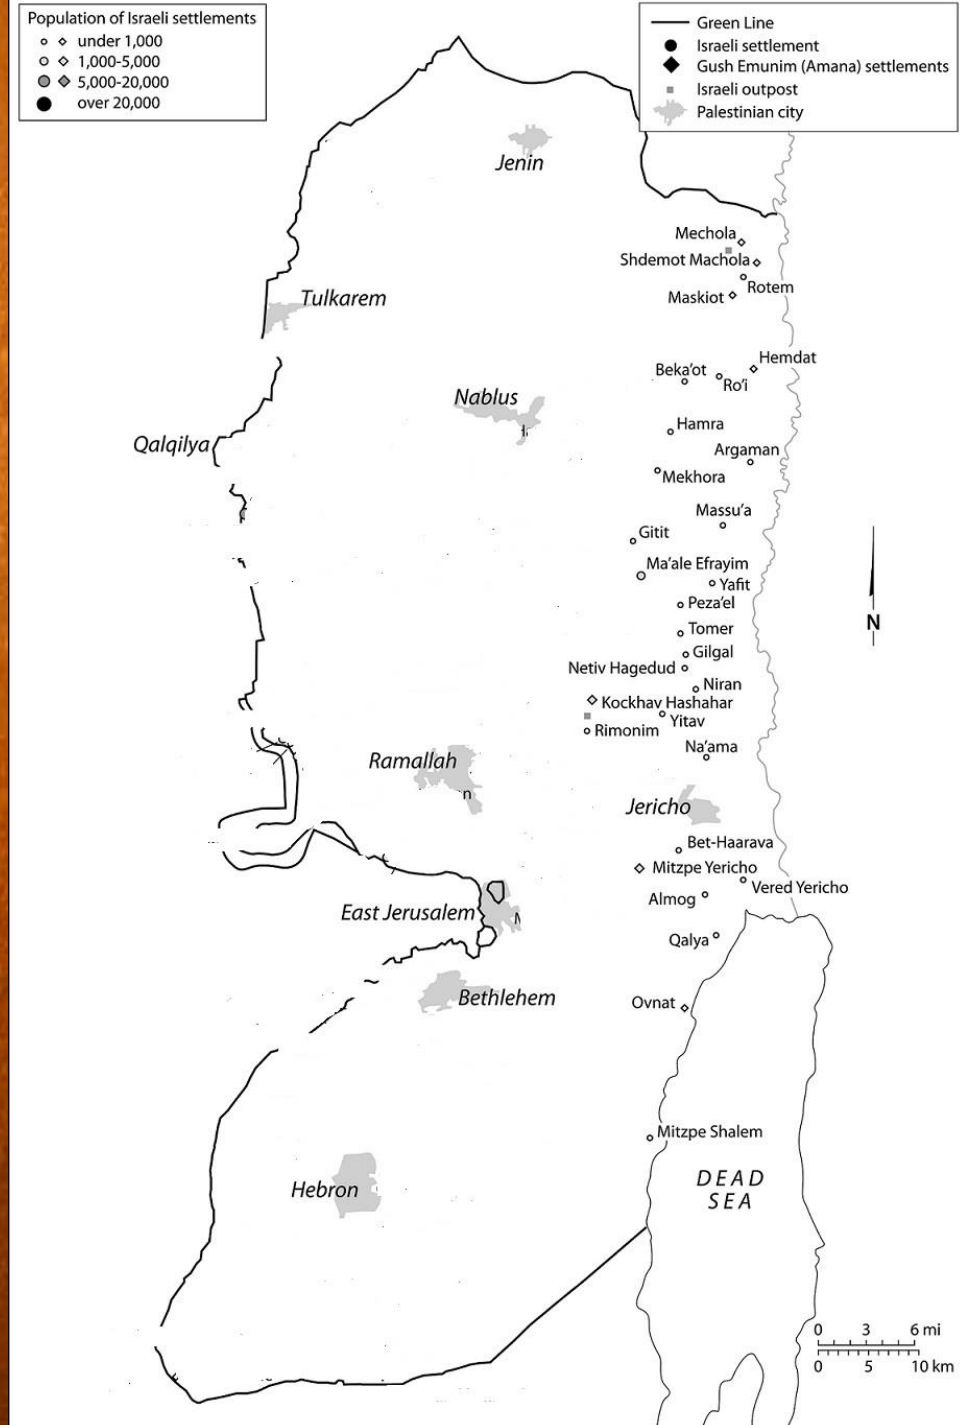 Population of Israeli settlements
under 1,000
1,000-5,000
5,000-20,000
over 20,000
Green Line
Israeli settlement
Gush Emunim (Amana) settlements
Israeli outpost
Palestinian city
Jenin
Mechola
Shdemot Machola
Rotem
Maskiot
Tulkarem
Hemdat
Beka'ot
Ro'i
Nablus
Hamra
Qalqilya
Argaman
Mekhora
Massu'a
Gitit
Ma'ale Efrayim
Yafit
Peza'el
N
Tomer
Gilgal
Netiv Hagedud
Niran
Kockhav Hashahar
Yitav
Rimonim
Na'ama
Ramallah
n
Jericho
Bet-Haarava
Mitzpe Yericho
Vered Yericho
Almog
East Jerusalem
Qalya
Bethlehem
Ovnat
Mitzpe Shalem
DEAD
SEA
Hebron
0 3 6 mi
0 5 10 km